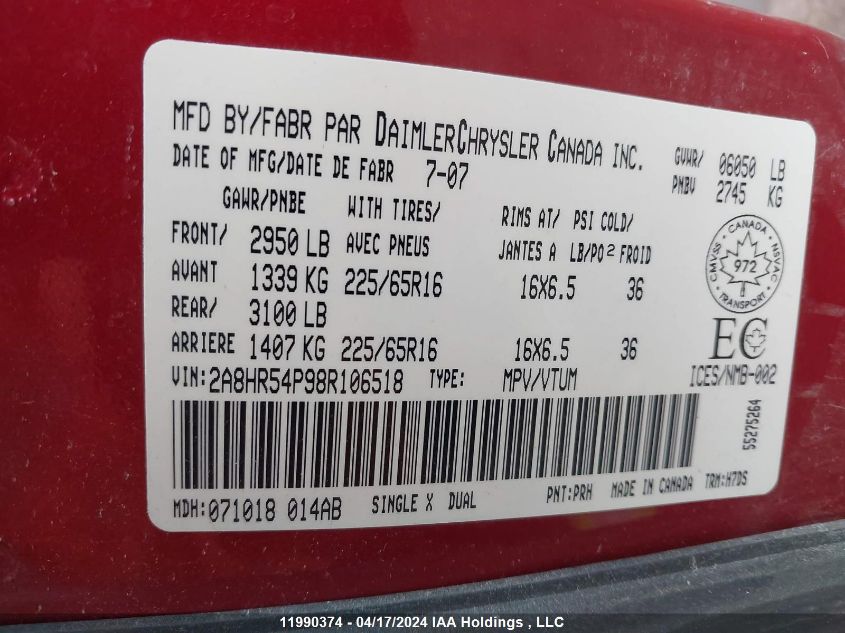 MFD BY/FABR PAR DAIMLERCHRYSLER CANADA INC.
DATE OF MFG/DATE DE FABR 7-07
GVWR/ 06050 LB
PNBV 2745 KG
GAWR/PNBE WITH TIRES/ RIMS AT/ PSI COLD/
FRONT/ 2950 LB AVEC PNEUS JANTES A LB/PO² FROID
AVANT 1339 KG 225/65R16 16X6.5 36
REAR/ 3100 LB
ARRIERE 1407 KG 225/65R16 16X6.5 36
CANADA
CMVSS NSVAC
972
TRANSPORT
EC
ICES/NMB-002
VIN: 2A8HR54P98R106518 TYPE: MPV/VTUM
55275264
MDH: 071018 014AB SINGLE X DUAL PNT:PRH MADE IN CANADA TRM:H7DS
11990374 - 04/17/2024 IAA Holdings , LLC